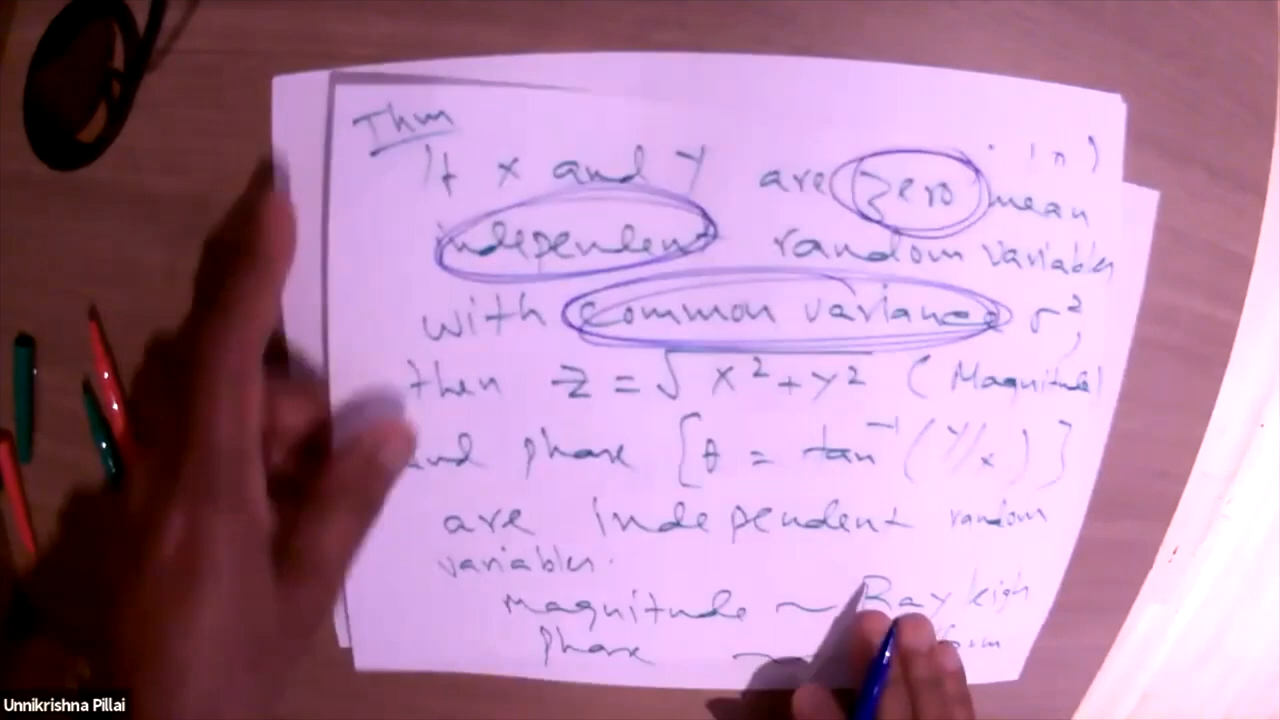 Thm
If X and Y are zero mean
independent random variables
with common variance σ²,
then Z = √X² + Y² (Magnitude)
and phase [θ = tan⁻¹(Y/X)]
are independent random
variables.
magnitude ~ Rayleigh
phase ~
Unnikrishna Pillai